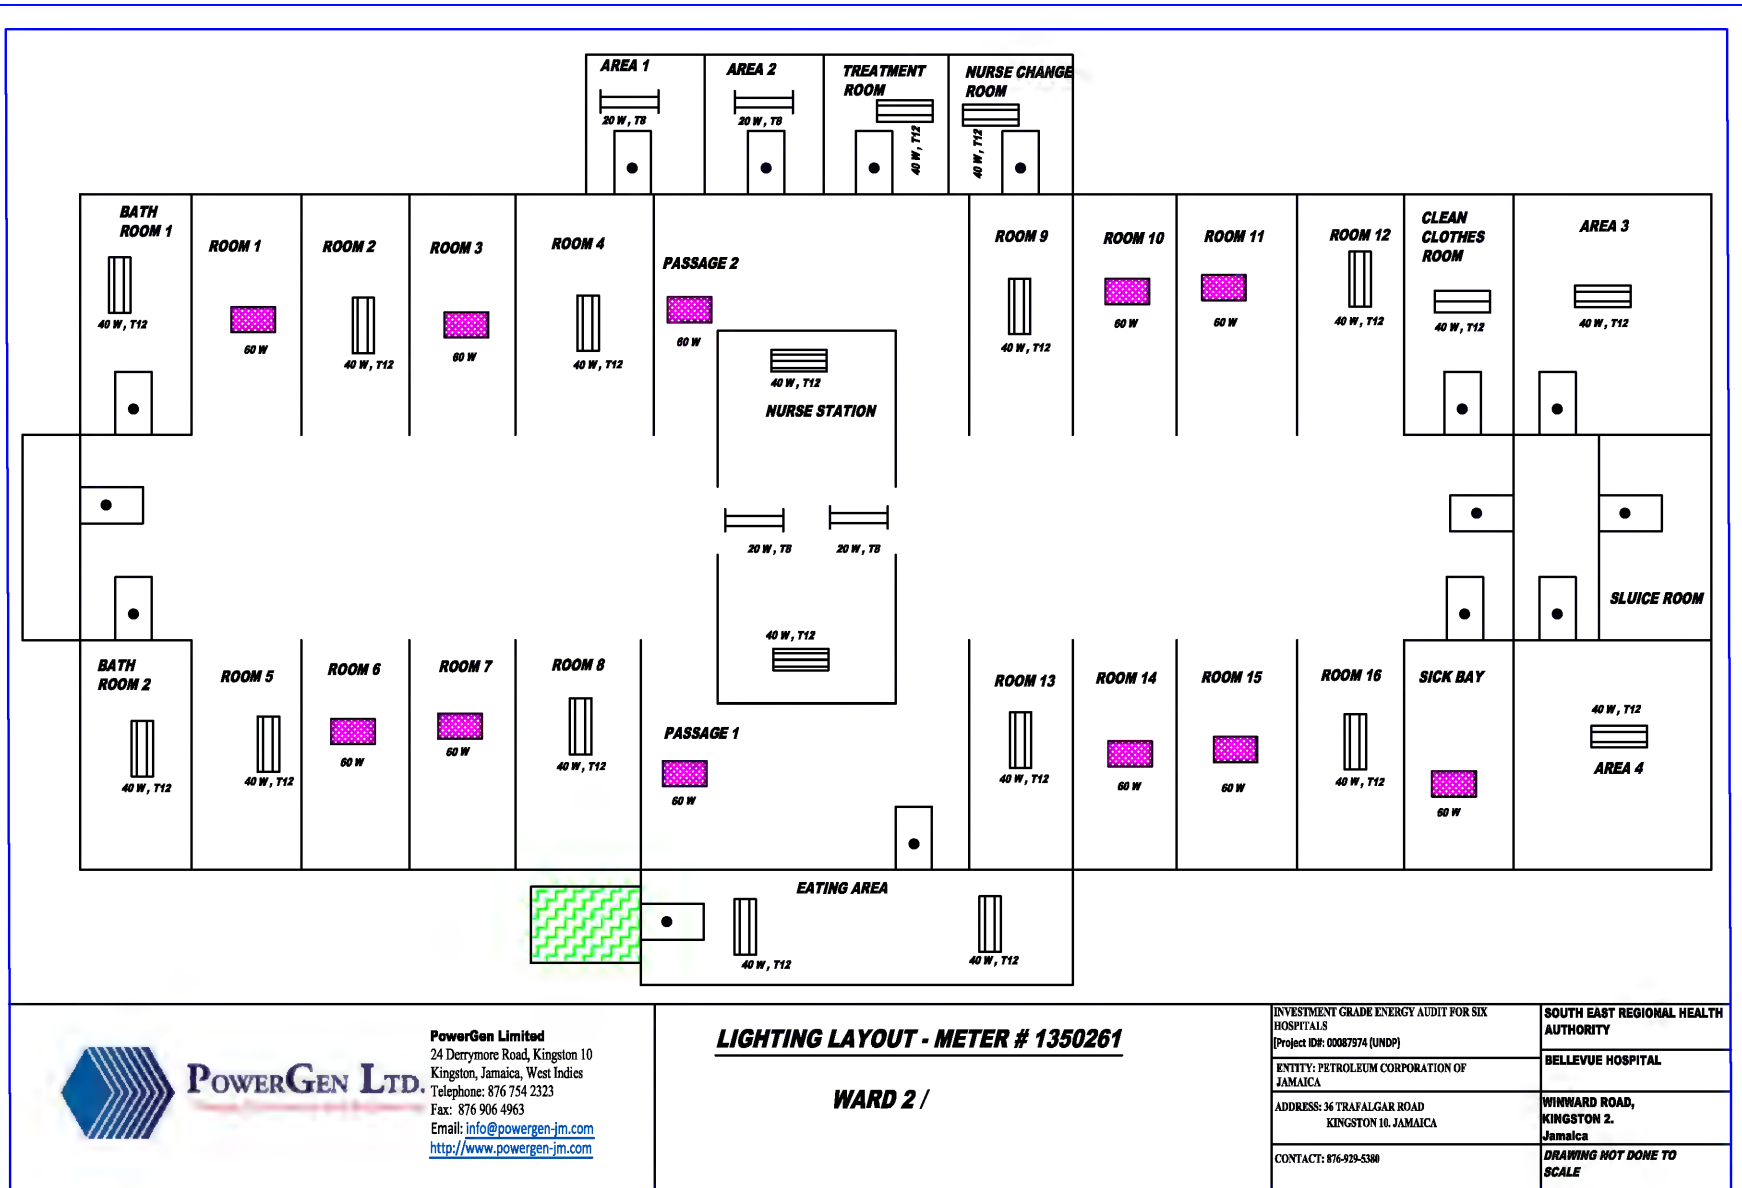 AREA 1
AREA 2
TREATMENT
ROOM
NURSE CHANGE
ROOM
20 W , T8
20 W , T8
40 W , T12
40 W , T12
BATH
ROOM 1
ROOM 1
ROOM 2
ROOM 3
ROOM 4
PASSAGE 2
ROOM 9
ROOM 10
ROOM 11
ROOM 12
CLEAN
CLOTHES
ROOM
AREA 3
40 W , T12
60 W
40 W , T12
60 W
40 W , T12
60 W
40 W , T12
60 W
60 W
40 W , T12
40 W , T12
40 W , T12
40 W , T12
NURSE STATION
20 W , T8
20 W , T8
SLUICE ROOM
40 W , T12
BATH
ROOM 2
ROOM 5
ROOM 6
ROOM 7
ROOM 8
PASSAGE 1
ROOM 13
ROOM 14
ROOM 15
ROOM 16
SICK BAY
40 W , T12
AREA 4
40 W , T12
40 W , T12
60 W
60 W
40 W , T12
60 W
40 W , T12
60 W
60 W
40 W , T12
60 W
EATING AREA
40 W , T12
40 W , T12
POWERGEN LTD.
PowerGen Limited
24 Derrymore Road, Kingston 10
Kingston, Jamaica, West Indies
Telephone: 876 754 2323
Fax: 876 906 4963
Email: info@powergen-jm.com
http://www.powergen-jm.com
LIGHTING LAYOUT - METER # 1350261
WARD 2 /
INVESTMENT GRADE ENERGY AUDIT FOR SIX
HOSPITALS
[Project ID#: 00087974 (UNDP)
ENTITY: PETROLEUM CORPORATION OF
JAMAICA
ADDRESS: 36 TRAFALGAR ROAD
KINGSTON 10. JAMAICA
CONTACT: 876-929-5380
SOUTH EAST REGIONAL HEALTH
AUTHORITY
BELLEVUE HOSPITAL
WINWARD ROAD,
KINGSTON 2.
Jamaica
DRAWING NOT DONE TO
SCALE